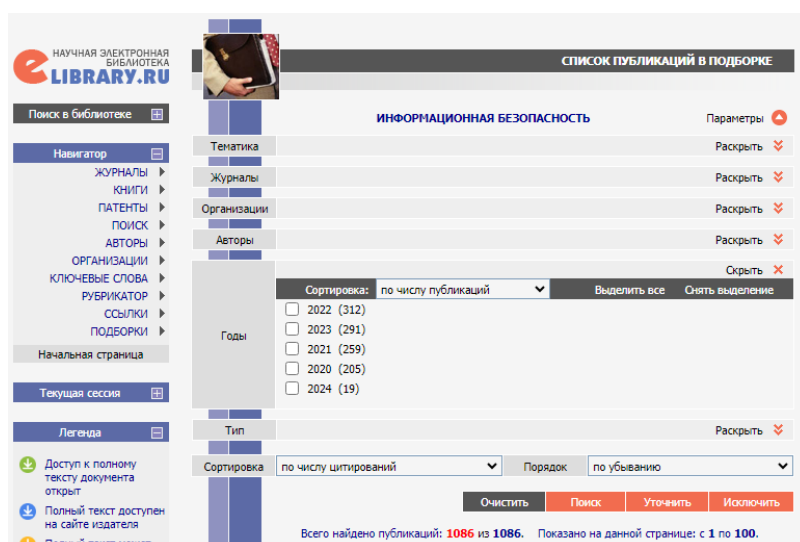 НАУЧНАЯ ЭЛЕКТРОННАЯ
БИБЛИОТЕКА
eLIBRARY.RU
Поиск в библиотеке
Навигатор
ЖУРНАЛЫ
КНИГИ
ПАТЕНТЫ
ПОИСК
АВТОРЫ
ОРГАНИЗАЦИИ
КЛЮЧЕВЫЕ СЛОВА
РУБРИКАТОР
ССЫЛКИ
ПОДБОРКИ
Начальная страница
Текущая сессия
Легенда
Доступ к полному
тексту документа
открыт
Полный текст доступен
на сайте издателя
СПИСОК ПУБЛИКАЦИЙ В ПОДБОРКЕ
ИНФОРМАЦИОННАЯ БЕЗОПАСНОСТЬ Параметры
Тематика Раскрыть
Журналы Раскрыть
Организации Раскрыть
Авторы Раскрыть
Скрыть
Сортировка: по числу публикаций Выделить все Снять выделение
Годы
2022 (312)
2023 (291)
2021 (259)
2020 (205)
2024 (19)
Тип Раскрыть
Сортировка по числу цитирований Порядок по убыванию
Очистить Поиск Уточнить Исключить
Всего найдено публикаций: 1086 из 1086. Показано на данной странице: с 1 по 100.